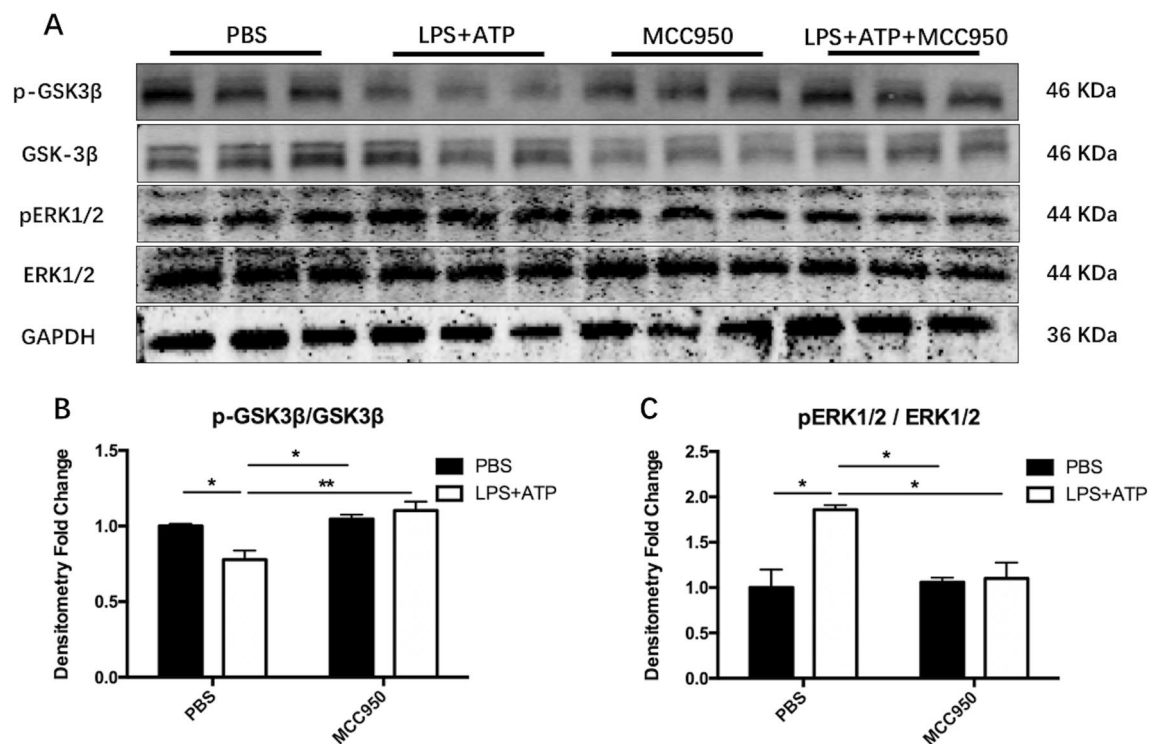 A
PBS LPS+ATP MCC950 LPS+ATP+MCC950
p-GSK3β 46 KDa
GSK-3β 46 KDa
pERK1/2 44 KDa
ERK1/2 44 KDa
GAPDH 36 KDa
B
p-GSK3β/GSK3β
Densitometry Fold Change
1.5
1.0
0.5
0.0
*
*
**
PBS
LPS+ATP
PBS
MCC950
C
pERK1/2 / ERK1/2
Densitometry Fold Change
2.5
2.0
1.5
1.0
0.5
0.0
*
*
*
PBS
LPS+ATP
PBS
MCC950